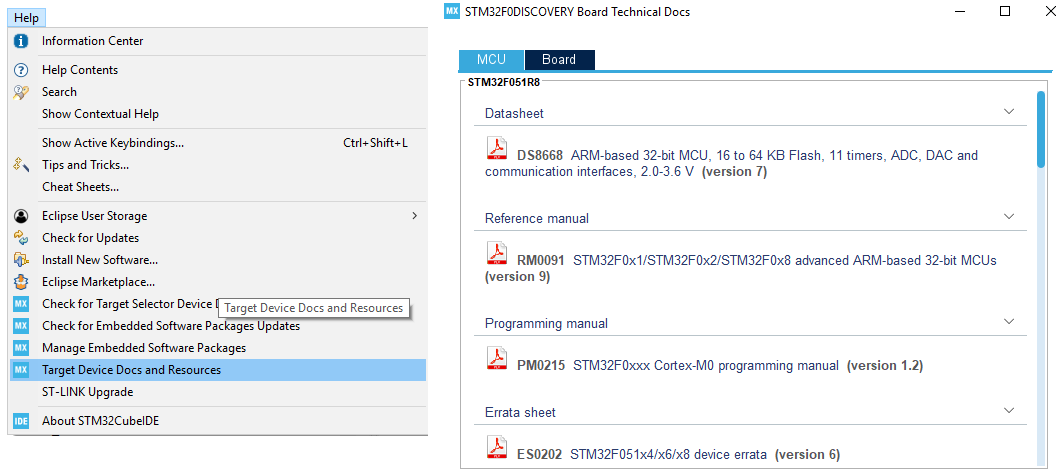 Help
Information Center
Help Contents
Search
Show Contextual Help
Show Active Keybindings... Ctrl+Shift+L
Tips and Tricks...
Cheat Sheets...
Eclipse User Storage
Check for Updates
Install New Software...
Eclipse Marketplace...
MX Check for Target Selector Device D
Target Device Docs and Resources
MX Check for Embedded Software Packages Updates
MX Manage Embedded Software Packages
MX Target Device Docs and Resources
ST-LINK Upgrade
IDE About STM32CubeIDE
MX STM32F0DISCOVERY Board Technical Docs
MCU Board
STM32F051R8
Datasheet
DS8668 ARM-based 32-bit MCU, 16 to 64 KB Flash, 11 timers, ADC, DAC and
communication interfaces, 2.0-3.6 V (version 7)
Reference manual
RM0091 STM32F0x1/STM32F0x2/STM32F0x8 advanced ARM-based 32-bit MCUs
(version 9)
Programming manual
PM0215 STM32F0xxx Cortex-M0 programming manual (version 1.2)
Errata sheet
ES0202 STM32F051x4/x6/x8 device errata (version 6)